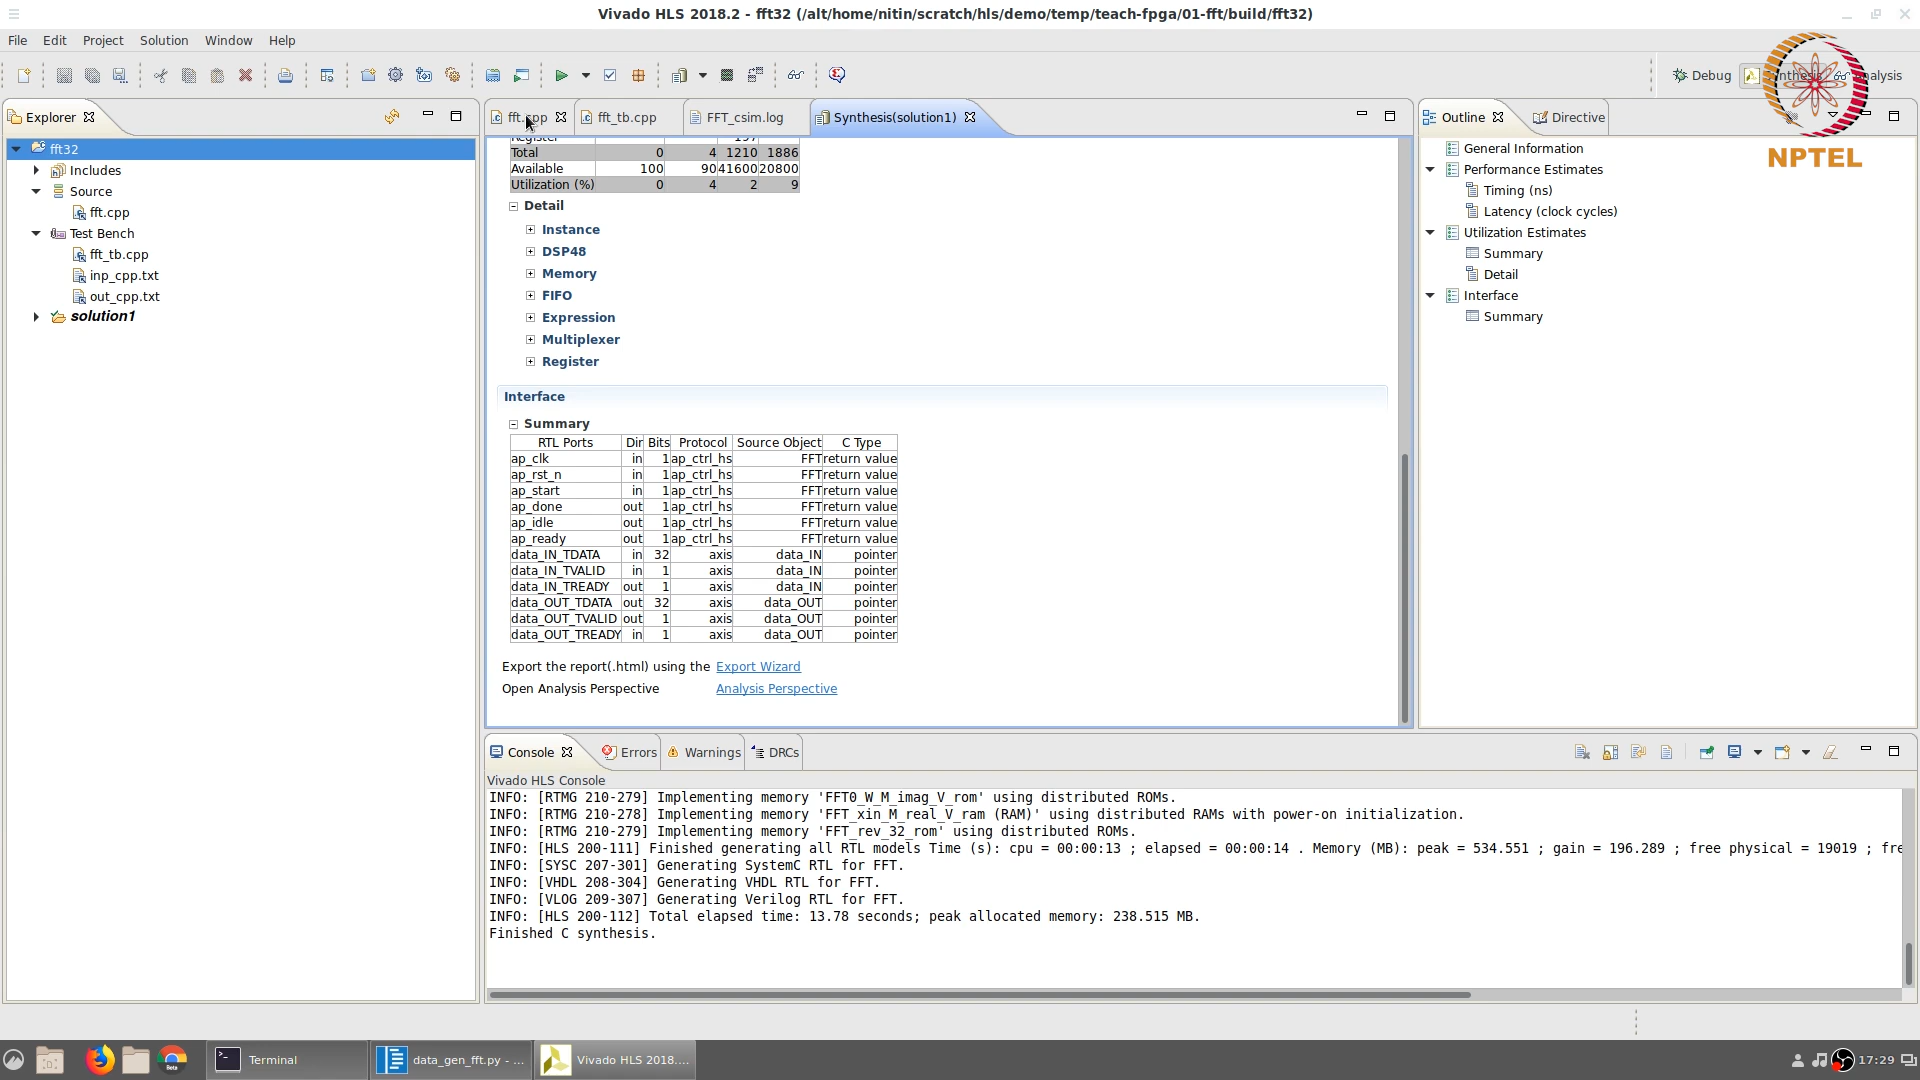 Vivado HLS 2018.2 - fft32 (/alt/home/nitin/scratch/hls/demo/temp/teach-fpga/01-fft/build/fft32)
File Edit Project Solution Window Help
Debug Synthesis Analysis
NPTEL
Explorer
fft32
Includes
Source
fft.cpp
Test Bench
fft_tb.cpp
inp_cpp.txt
out_cpp.txt
solution1
fft.cpp fft_tb.cpp FFT_csim.log Synthesis(solution1)
Total 0 4 1210 1886
Available 100 90 41600 20800
Utilization (%) 0 4 2 9
Detail
Instance
DSP48
Memory
FIFO
Expression
Multiplexer
Register
Interface
Summary
RTL Ports Dir Bits Protocol Source Object C Type
ap_clk in 1 ap_ctrl_hs FFT return value
ap_rst_n in 1 ap_ctrl_hs FFT return value
ap_start in 1 ap_ctrl_hs FFT return value
ap_done out 1 ap_ctrl_hs FFT return value
ap_idle out 1 ap_ctrl_hs FFT return value
ap_ready out 1 ap_ctrl_hs FFT return value
data_IN_TDATA in 32 axis data_IN pointer
data_IN_TVALID in 1 axis data_IN pointer
data_IN_TREADY out 1 axis data_IN pointer
data_OUT_TDATA out 32 axis data_OUT pointer
data_OUT_TVALID out 1 axis data_OUT pointer
data_OUT_TREADY in 1 axis data_OUT pointer
Export the report(.html) using the Export Wizard
Open Analysis Perspective Analysis Perspective
Outline Directive
General Information
Performance Estimates
Timing (ns)
Latency (clock cycles)
Utilization Estimates
Summary
Detail
Interface
Summary
Console Errors Warnings DRCs
Vivado HLS Console
INFO: [RTMG 210-279] Implementing memory 'FFT0_W_M_imag_V_rom' using distributed ROMs.
INFO: [RTMG 210-278] Implementing memory 'FFT_xin_M_real_V_ram (RAM)' using distributed RAMs with power-on initialization.
INFO: [RTMG 210-279] Implementing memory 'FFT_rev_32_rom' using distributed ROMs.
INFO: [HLS 200-111] Finished generating all RTL models Time (s): cpu = 00:00:13 ; elapsed = 00:00:14 . Memory (MB): peak = 534.551 ; gain = 196.289 ; free physical = 19019 ; fre
INFO: [SYSC 207-301] Generating SystemC RTL for FFT.
INFO: [VHDL 208-304] Generating VHDL RTL for FFT.
INFO: [VLOG 209-307] Generating Verilog RTL for FFT.
INFO: [HLS 200-112] Total elapsed time: 13.78 seconds; peak allocated memory: 238.515 MB.
Finished C synthesis.
Terminal data_gen_fft.py - ... Vivado HLS 2018.... 17:29